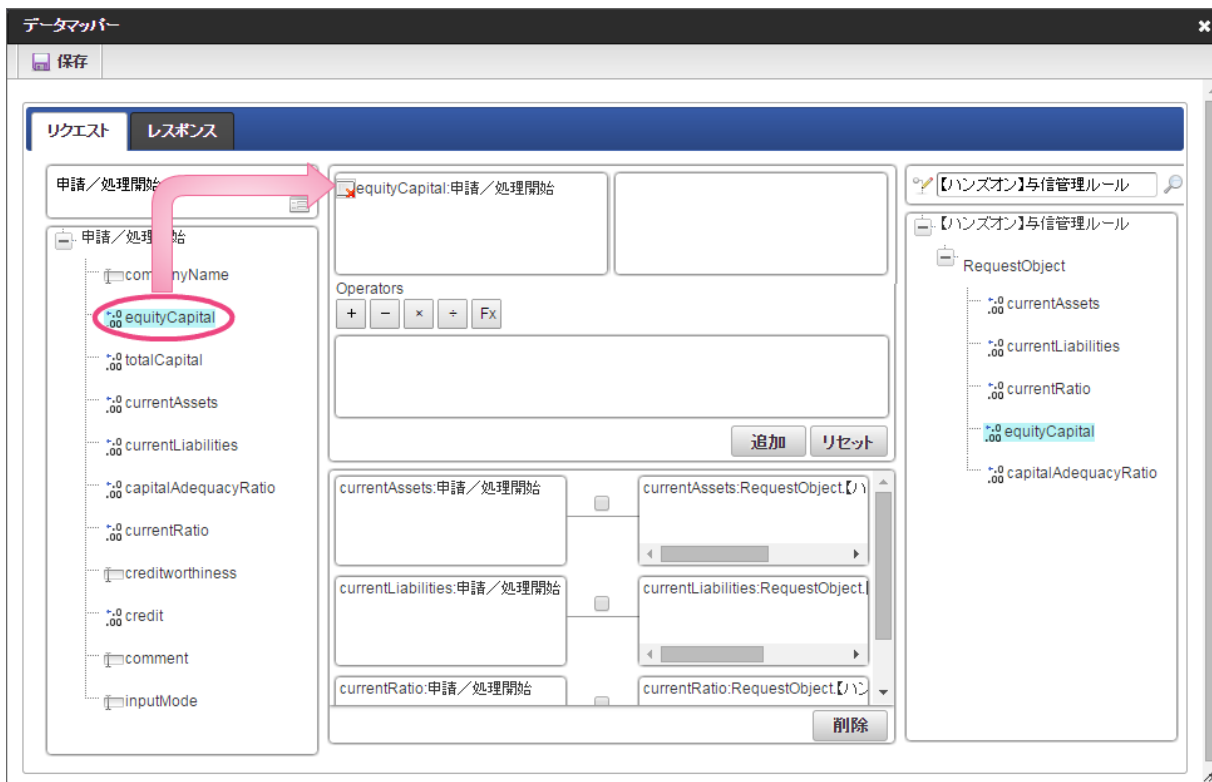 データマッパー
保存
リクエスト
レスポンス
申請／処理開始
申請／処理開始
companyName
equityCapital
totalCapital
currentAssets
currentLiabilities
capitalAdequacyRatio
currentRatio
creditworthiness
credit
comment
inputMode
equityCapital:申請／処理開始
Operators
+ − × ÷ Fx
追加 リセット
currentAssets:申請／処理開始
currentAssets:RequestObject.【ハ
currentLiabilities:申請／処理開始
currentLiabilities:RequestObject.
currentRatio:申請／処理開始
currentRatio:RequestObject.【ハン
削除
【ハンズオン】与信管理ルール
【ハンズオン】与信管理ルール
RequestObject
currentAssets
currentLiabilities
currentRatio
equityCapital
capitalAdequacyRatio